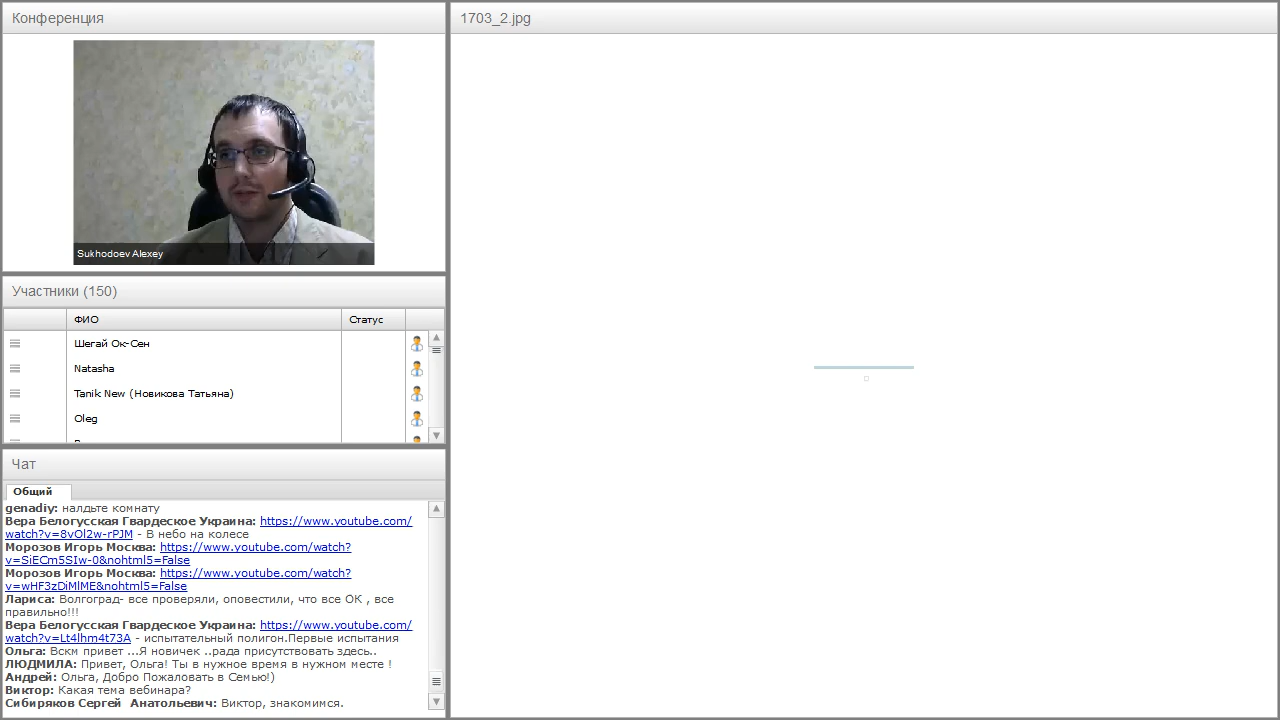 Конференция
1703_2.jpg
Sukhodoev Alexey
Участники (150)
ФИО
Статус
Шегай Ок-Сен
Natasha
Tanik New (Новикова Татьяна)
Oleg
Чат
Общий
genadiy: налдьте комнату
Вера Белогусская Гвардеское Украина: https://www.youtube.com/
watch?v=8vOl2w-rPJM - В небо на колесе
Морозов Игорь Москва: https://www.youtube.com/watch?
v=SiECm5SIw-0&nohtml5=False
Морозов Игорь Москва: https://www.youtube.com/watch?
v=wHF3zDiMlME&nohtml5=False
Лариса: Волгоград- все проверяли, оповестили, что все ОК , все
правильно!!!
Вера Белогусская Гвардеское Украина: https://www.youtube.com/
watch?v=Lt4lhm4t73A - испытательный полигон.Первые испытания
Ольга: Вскм привет ...Я новичек ..рада присутствовать здесь..
ЛЮДМИЛА: Привет, Ольга! Ты в нужное время в нужном месте !
Андрей: Ольга, Добро Пожаловать в Семью!)
Виктор: Какая тема вебинара?
Сибиряков Сергей  Анатольевич: Виктор, знакомимся.